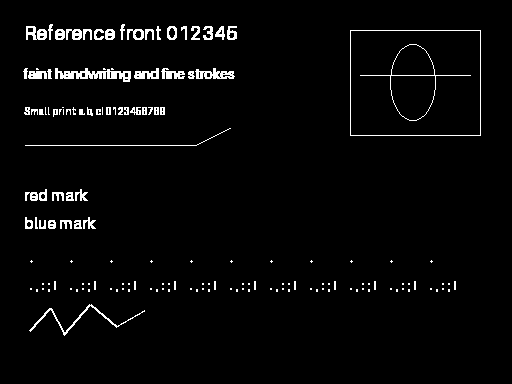 Reference front 012345
faint handwriting and fine strokes
Small print a, b, c! 0123456789
red mark
blue mark
. , ; : ! . , ; : ! . , ; : ! . , ; : ! . , ; : ! . , ; : ! . , ; : ! . , ; : ! . , ; : ! . , ; : ! . , ; : !